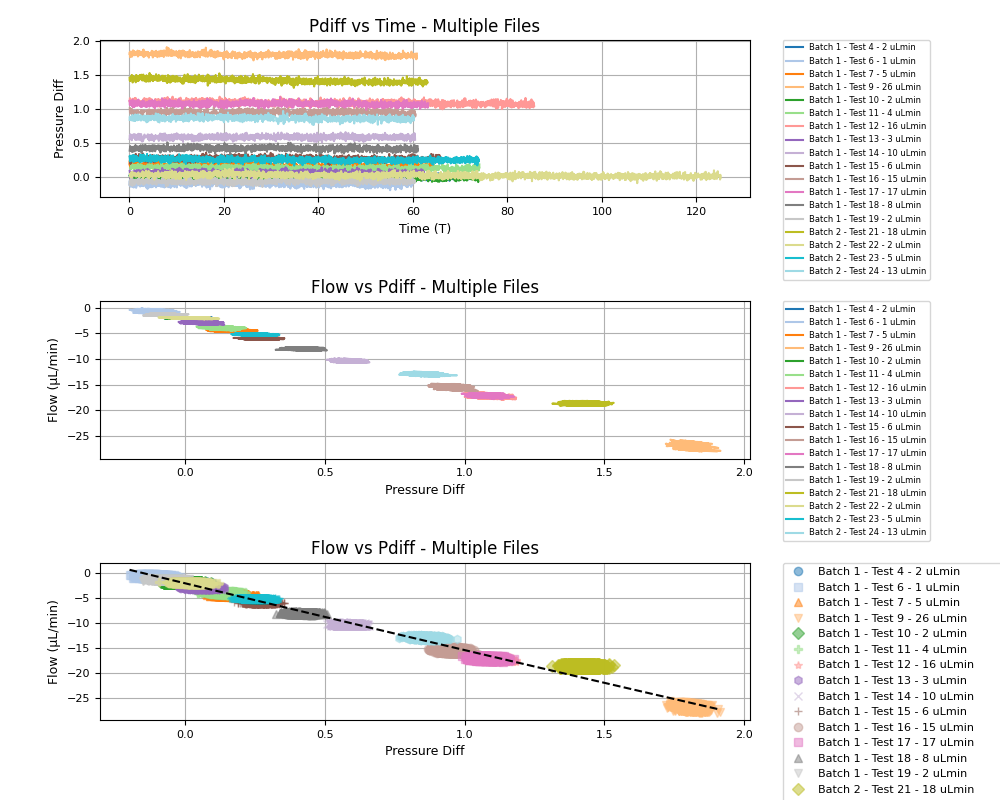 Pdiff vs Time - Multiple Files
2.0
1.5
1.0
0.5
0.0
Pressure Diff
0 20 40 60 80 100 120
Time (T)
Batch 1 - Test 4 - 2 uLmin
Batch 1 - Test 6 - 1 uLmin
Batch 1 - Test 7 - 5 uLmin
Batch 1 - Test 9 - 26 uLmin
Batch 1 - Test 10 - 2 uLmin
Batch 1 - Test 11 - 4 uLmin
Batch 1 - Test 12 - 16 uLmin
Batch 1 - Test 13 - 3 uLmin
Batch 1 - Test 14 - 10 uLmin
Batch 1 - Test 15 - 6 uLmin
Batch 1 - Test 16 - 15 uLmin
Batch 1 - Test 17 - 17 uLmin
Batch 1 - Test 18 - 8 uLmin
Batch 1 - Test 19 - 2 uLmin
Batch 2 - Test 21 - 18 uLmin
Batch 2 - Test 22 - 2 uLmin
Batch 2 - Test 23 - 5 uLmin
Batch 2 - Test 24 - 13 uLmin
Flow vs Pdiff - Multiple Files
0
−5
−10
−15
−20
−25
Flow (μL/min)
0.0 0.5 1.0 1.5 2.0
Pressure Diff
Batch 1 - Test 4 - 2 uLmin
Batch 1 - Test 6 - 1 uLmin
Batch 1 - Test 7 - 5 uLmin
Batch 1 - Test 9 - 26 uLmin
Batch 1 - Test 10 - 2 uLmin
Batch 1 - Test 11 - 4 uLmin
Batch 1 - Test 12 - 16 uLmin
Batch 1 - Test 13 - 3 uLmin
Batch 1 - Test 14 - 10 uLmin
Batch 1 - Test 15 - 6 uLmin
Batch 1 - Test 16 - 15 uLmin
Batch 1 - Test 17 - 17 uLmin
Batch 1 - Test 18 - 8 uLmin
Batch 1 - Test 19 - 2 uLmin
Batch 2 - Test 21 - 18 uLmin
Batch 2 - Test 22 - 2 uLmin
Batch 2 - Test 23 - 5 uLmin
Batch 2 - Test 24 - 13 uLmin
Flow vs Pdiff - Multiple Files
0
−5
−10
−15
−20
−25
Flow (μL/min)
0.0 0.5 1.0 1.5 2.0
Pressure Diff
Batch 1 - Test 4 - 2 uLmin
Batch 1 - Test 6 - 1 uLmin
Batch 1 - Test 7 - 5 uLmin
Batch 1 - Test 9 - 26 uLmin
Batch 1 - Test 10 - 2 uLmin
Batch 1 - Test 11 - 4 uLmin
Batch 1 - Test 12 - 16 uLmin
Batch 1 - Test 13 - 3 uLmin
Batch 1 - Test 14 - 10 uLmin
Batch 1 - Test 15 - 6 uLmin
Batch 1 - Test 16 - 15 uLmin
Batch 1 - Test 17 - 17 uLmin
Batch 1 - Test 18 - 8 uLmin
Batch 1 - Test 19 - 2 uLmin
Batch 2 - Test 21 - 18 uLmin